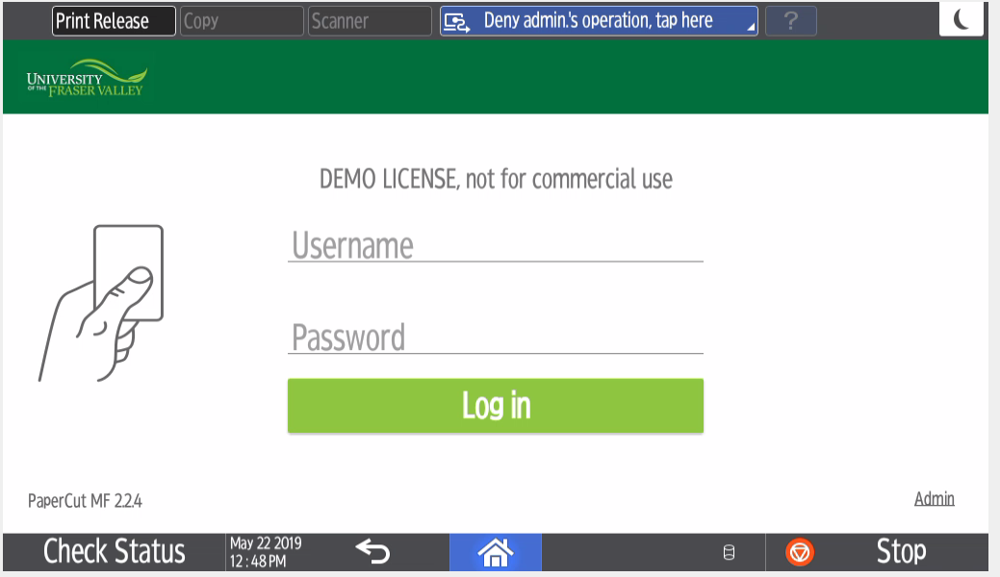 Print Release Copy Scanner Deny admin.'s operation, tap here ?
UNIVERSITY
OF THE FRASER VALLEY
DEMO LICENSE, not for commercial use
Username
Password
Log in
PaperCut MF 2.2.4
Admin
Check Status
May 22 2019
12 : 48 PM
Stop